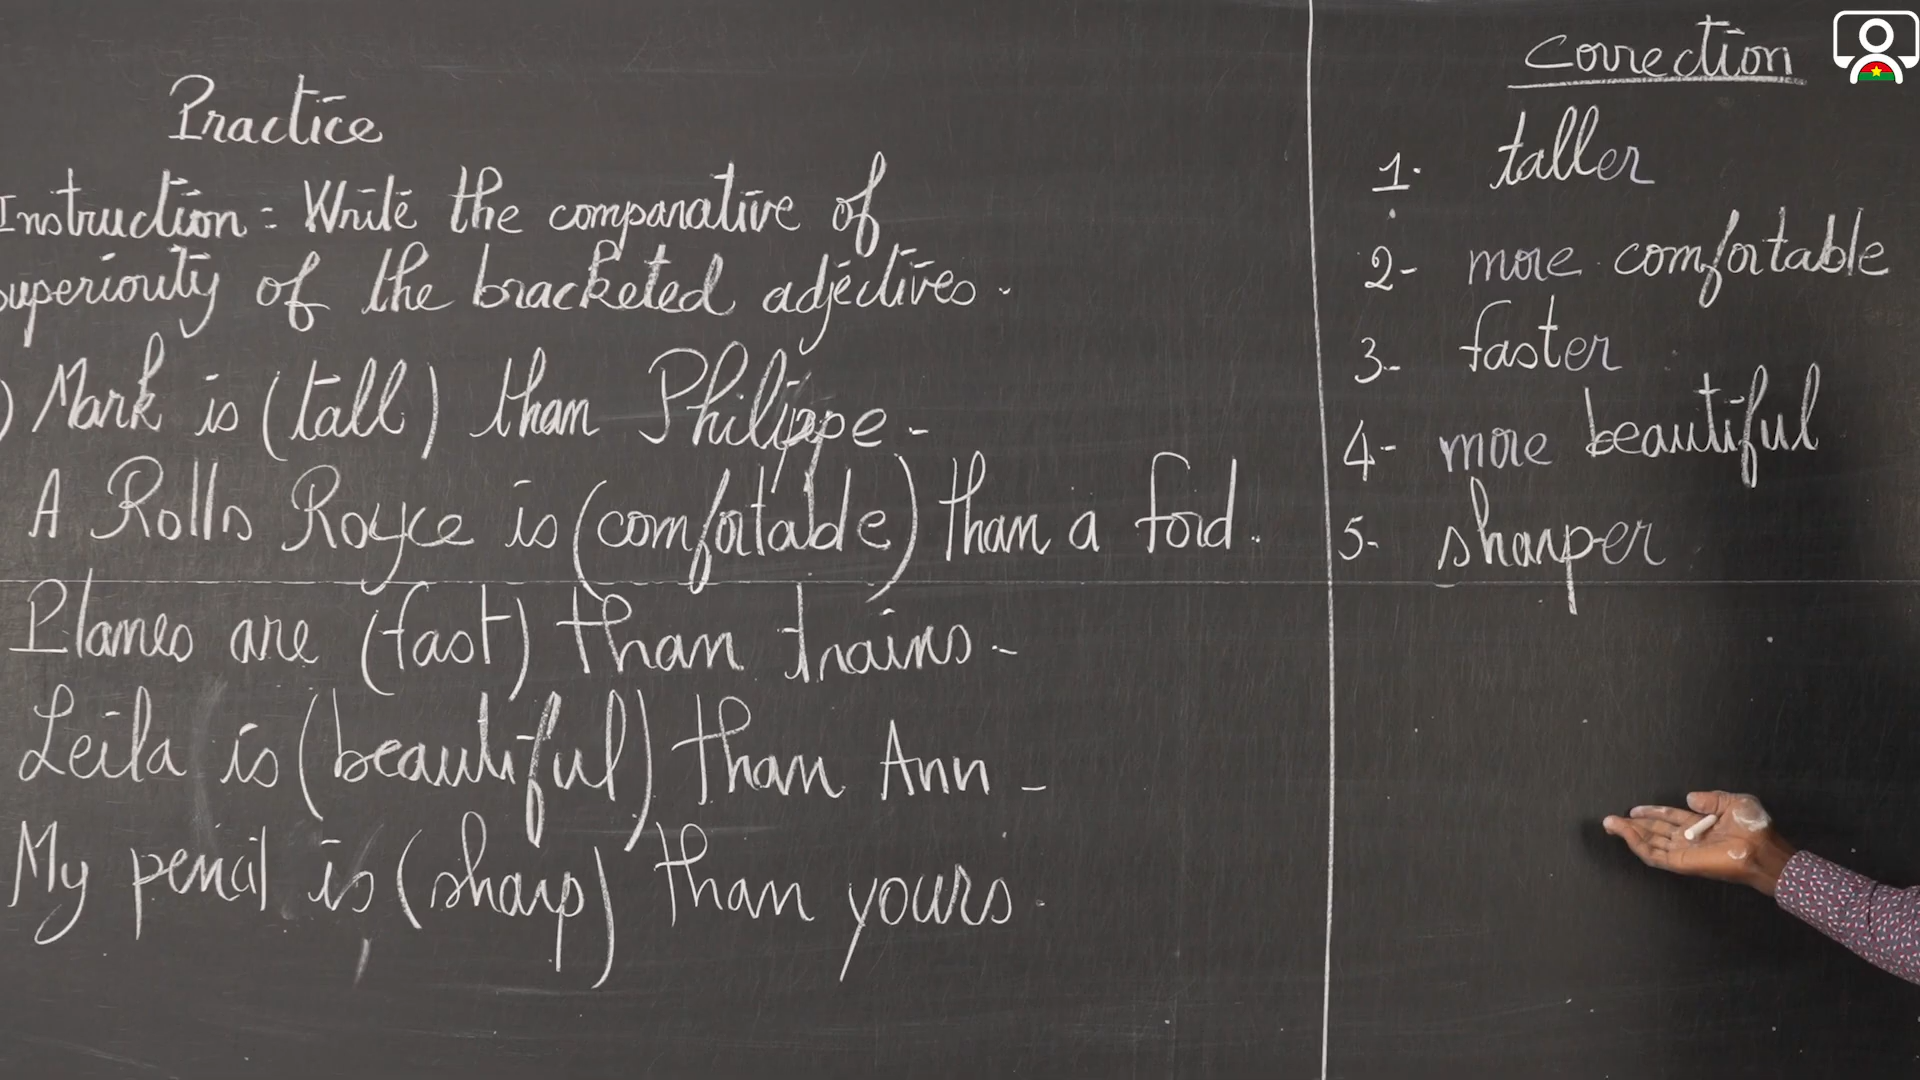 Practice
Instruction: Write the comparative of
superiority of the bracketed adjectives.
) Mark is (tall) than Philippe.
A Rolls Royce is (comfortable) than a ford.
Planes are (fast) than trains.
Leila is (beautiful) than Ann.
My pencil is (sharp) than yours.
Correction
1. taller
2- more comfortable
3- faster
4- more beautiful
5- sharper